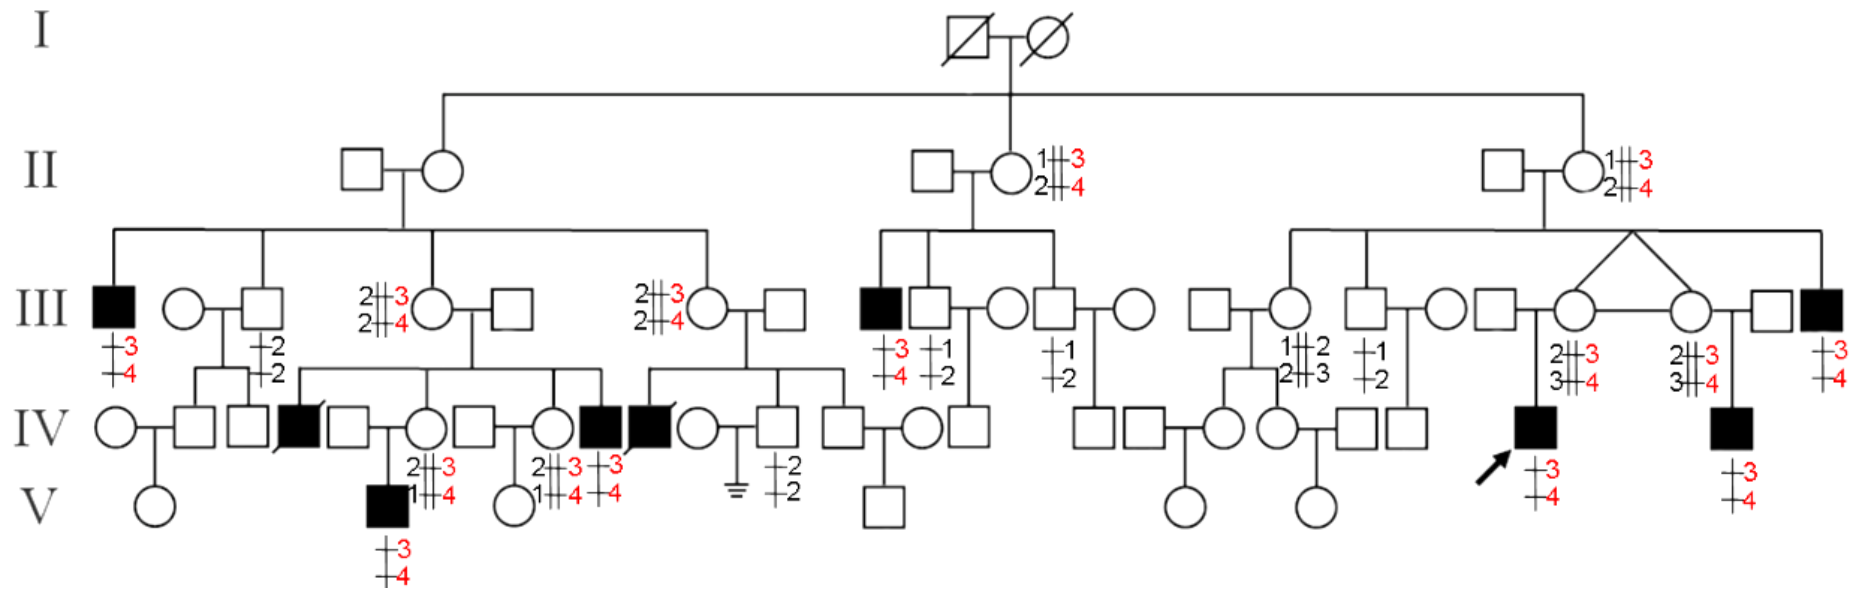 I
II
1 3 1 3
2 4 2 4
III
2 3 2 3
2 4 2 4
3 2 3 1 1 1 2 1 2 3 2 3 3
4 2 4 2 2 2 3 2 3 4 3 4 4
IV
2 3 2 3 3 2 3 3
1 4 1 4 4 2 4 4
V
3
4